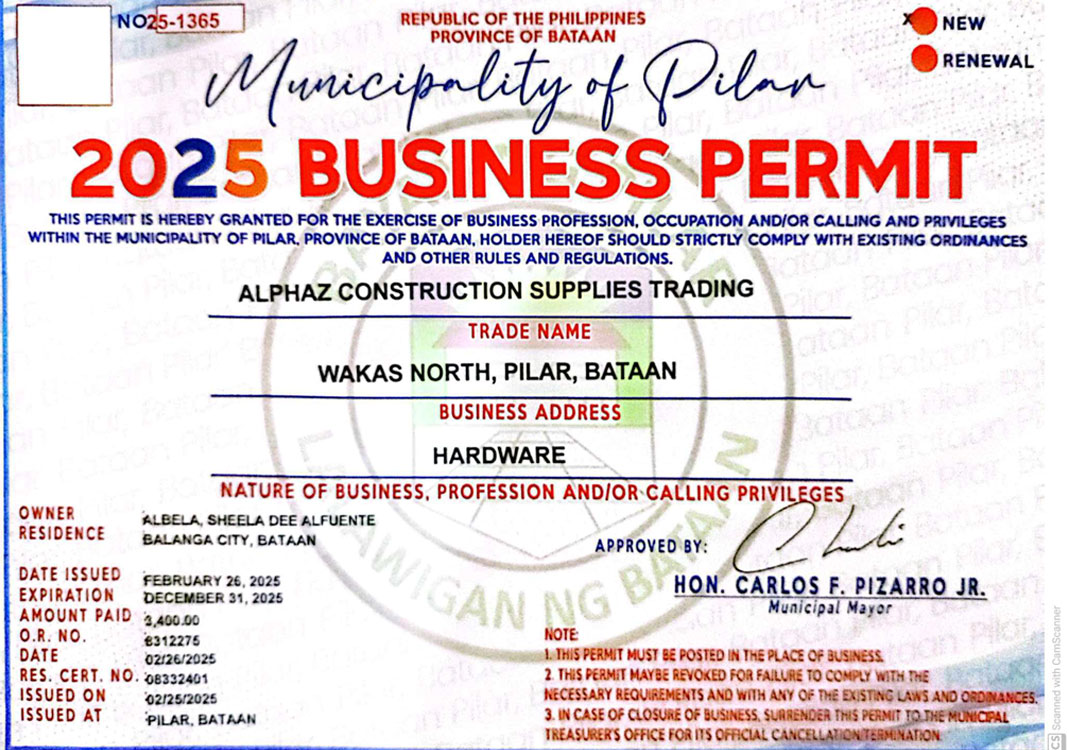 NO25-1365
REPUBLIC OF THE PHILIPPINES
PROVINCE OF BATAAN
Municipality of Pilar
X NEW
RENEWAL
2025 BUSINESS PERMIT
THIS PERMIT IS HEREBY GRANTED FOR THE EXERCISE OF BUSINESS PROFESSION, OCCUPATION AND/OR CALLING AND PRIVILEGES
WITHIN THE MUNICIPALITY OF PILAR, PROVINCE OF BATAAN, HOLDER HEREOF SHOULD STRICTLY COMPLY WITH EXISTING ORDINANCES
AND OTHER RULES AND REGULATIONS.
ALPHAZ CONSTRUCTION SUPPLIES TRADING
TRADE NAME
WAKAS NORTH, PILAR, BATAAN
BUSINESS ADDRESS
HARDWARE
NATURE OF BUSINESS, PROFESSION AND/OR CALLING PRIVILEGES
OWNER : ALBELA, SHEELA DEE ALFUENTE
RESIDENCE : BALANGA CITY, BATAAN
DATE ISSUED : FEBRUARY 26, 2025
EXPIRATION : DECEMBER 31, 2025
AMOUNT PAID : 3,400.00
O.R. NO. : 8312275
DATE : 02/26/2025
RES. CERT. NO. : 08332401
ISSUED ON : 02/25/2025
ISSUED AT : PILAR, BATAAN
APPROVED BY:
HON. CARLOS F. PIZARRO JR.
Municipal Mayor
NOTE:
1. THIS PERMIT MUST BE POSTED IN THE PLACE OF BUSINESS.
2. THIS PERMIT MAYBE REVOKED FOR FAILURE TO COMPLY WITH THE
NECESSARY REQUIREMENTS AND WITH ANY OF THE EXISTING LAWS AND ORDINANCES.
3. IN CASE OF CLOSURE OF BUSINESS, SURRENDER THIS PERMIT TO THE MUNICIPAL
TREASURER'S OFFICE FOR ITS OFFICIAL CANCELLATION/TERMINATION.
LALAWIGAN NG BATAAN
CS Scanned with CamScanner